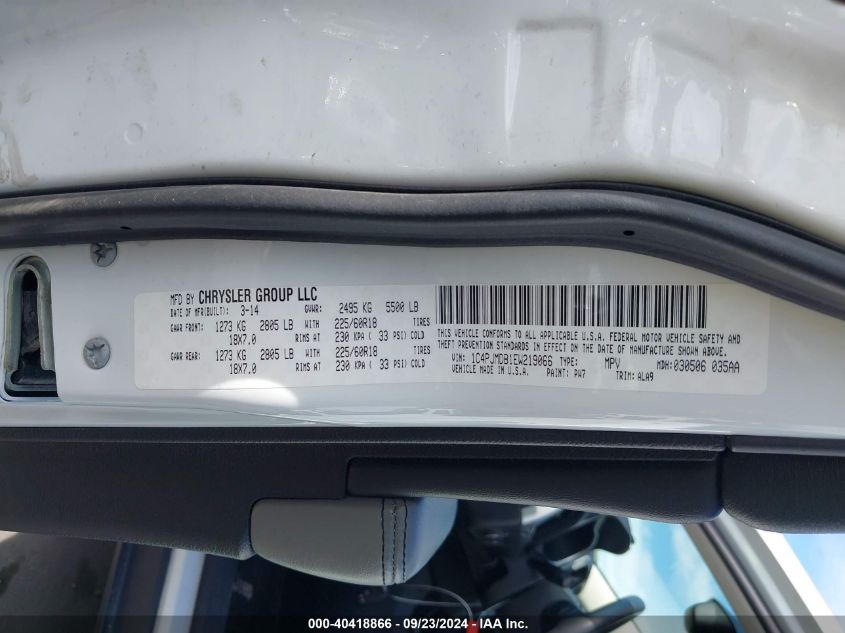 MFD BY CHRYSLER GROUP LLC
DATE OF MFR(BUILT): 3-14 GVWR: 2495 KG 5500 LB
GAWR FRONT: 1273 KG 2805 LB WITH 225/60R18 TIRES
18X7.0 RIMS AT 230 KPA ( 33 PSI) COLD
GAWR REAR: 1273 KG 2805 LB WITH 225/60R18 TIRES
18X7.0 RIMS AT 230 KPA ( 33 PSI) COLD
THIS VEHICLE CONFORMS TO ALL APPLICABLE U.S.A. FEDERAL MOTOR VEHICLE SAFETY AND
THEFT PREVENTION STANDARDS IN EFFECT ON THE DATE OF MANUFACTURE SHOWN ABOVE.
VIN: 1C4PJMDB1EW219066 TYPE: MPV MDH: 030506 035AA
VEHICLE MADE IN U.S.A. PAINT: PW7 TRIM: ALA9
000-40418866 - 09/23/2024 - IAA Inc.